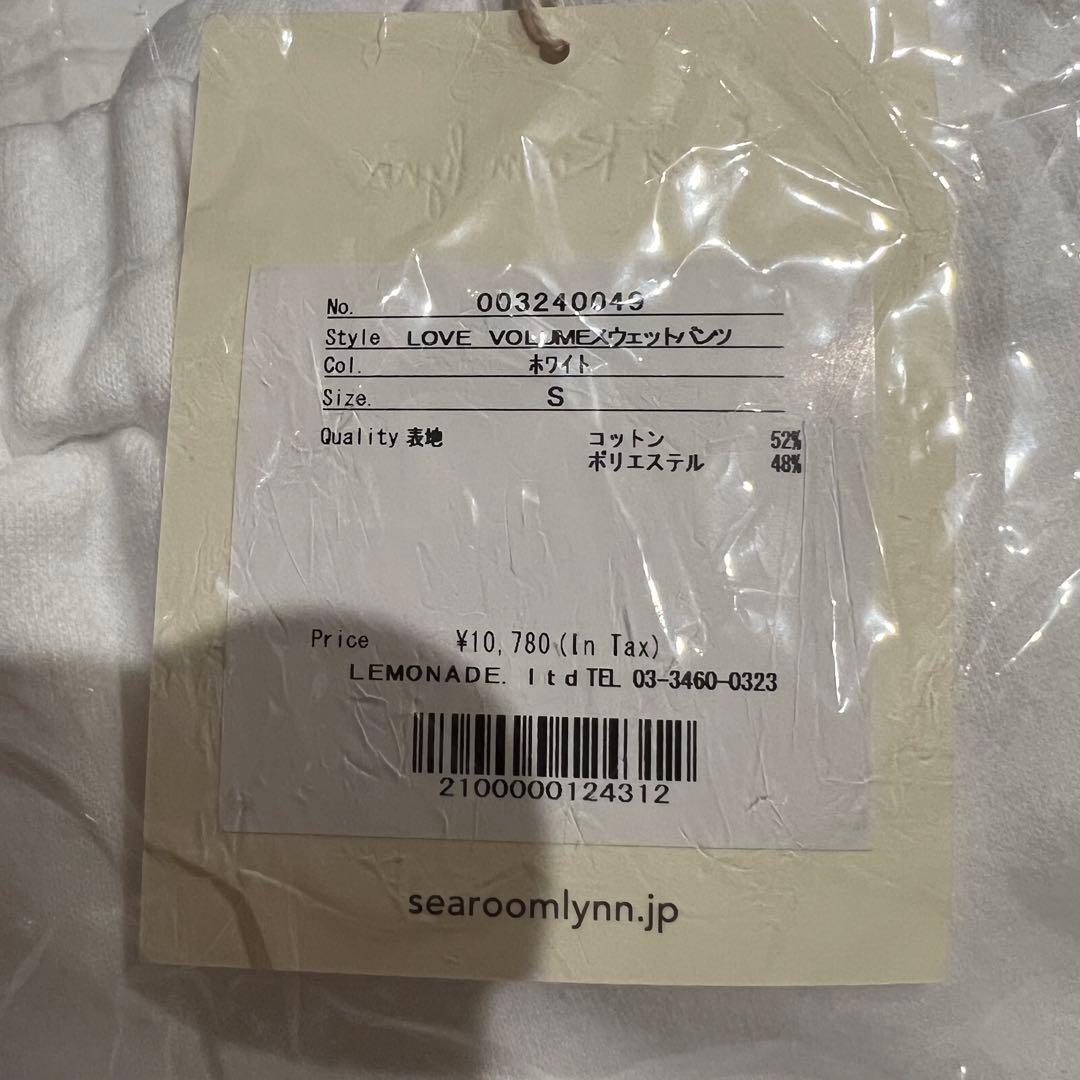 No. 003240049
Style LOVE VOLUMEスウェットパンツ
Col. ホワイト
Size. S
Quality 表地 コットン 52%
ポリエステル 48%
Price ¥10,780(In Tax)
LEMONADE. ltd TEL 03-3460-0323
2100000124312
searoomlynn.jp